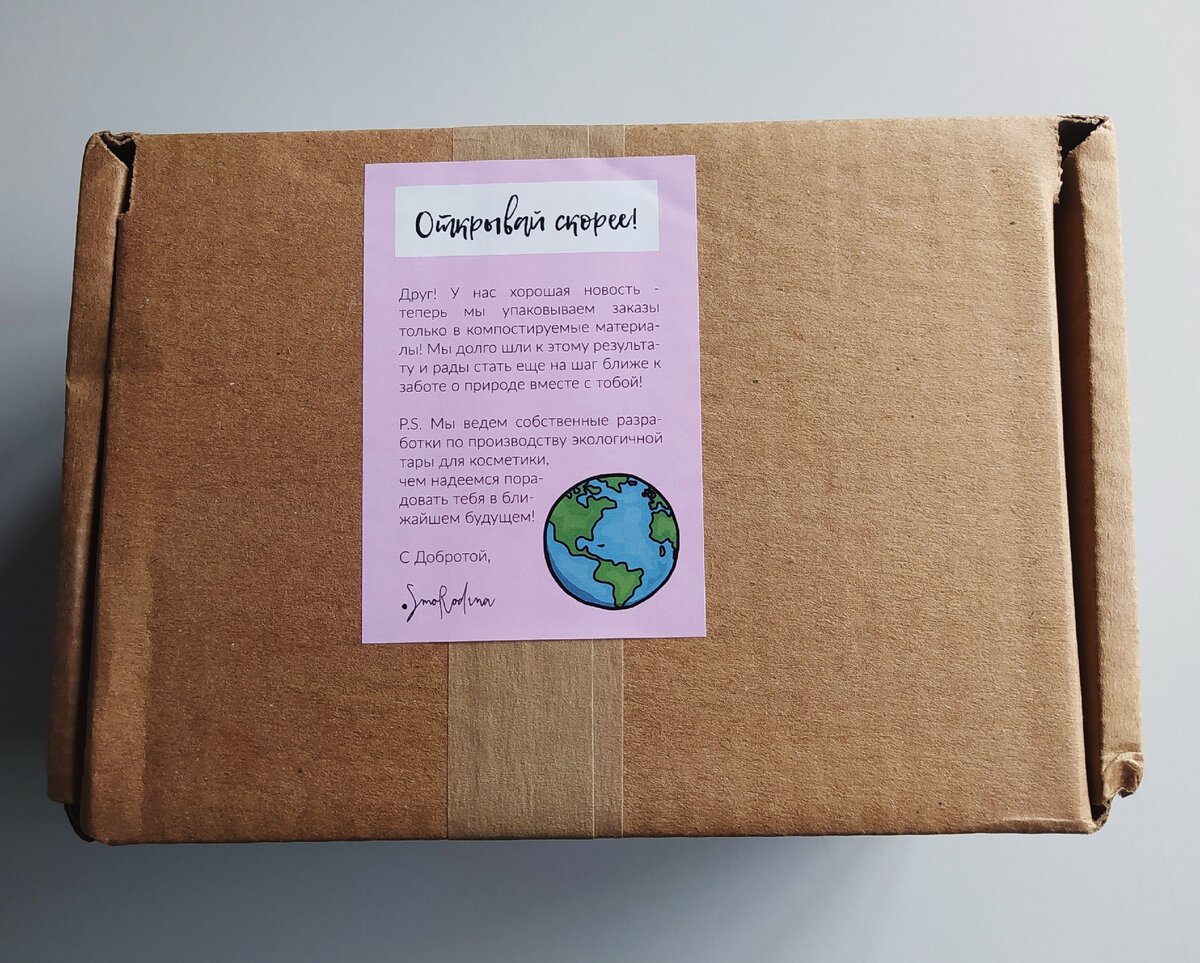 Открывай скорее!
Друг! У нас хорошая новость -
теперь мы упаковываем заказы
только в компостируемые материа-
лы! Мы долго шли к этому результа-
ту и рады стать еще на шаг ближе к
заботе о природе вместе с тобой!
P.S. Мы ведем собственные разра-
ботки по производству экологичной
тары для косметики,
чем надеемся пора-
довать тебя в бли-
жайшем будущем!
С Добротой,
.SmoRodina